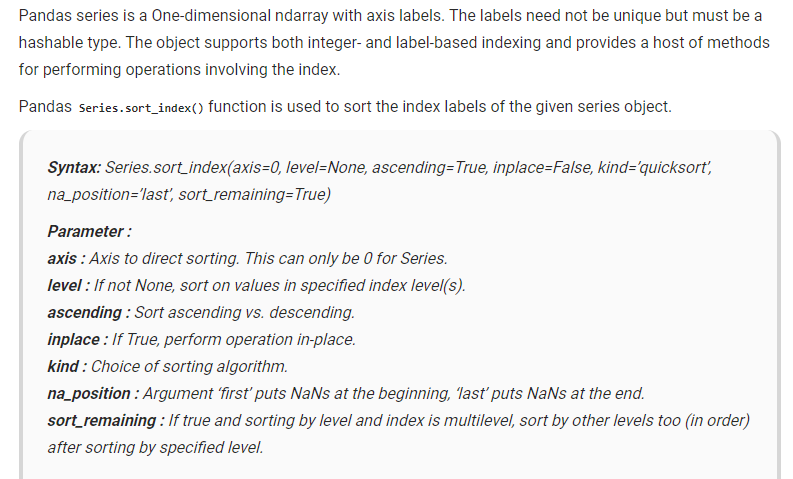 Pandas series is a One-dimensional ndarray with axis labels. The labels need not be unique but must be a
hashable type. The object supports both integer- and label-based indexing and provides a host of methods
for performing operations involving the index.
Pandas Series.sort_index() function is used to sort the index labels of the given series object.
Syntax: Series.sort_index(axis=0, level=None, ascending=True, inplace=False, kind=’quicksort’,
na_position=’last’, sort_remaining=True)
Parameter :
axis : Axis to direct sorting. This can only be 0 for Series.
level : If not None, sort on values in specified index level(s).
ascending : Sort ascending vs. descending.
inplace : If True, perform operation in-place.
kind : Choice of sorting algorithm.
na_position : Argument ‘first’ puts NaNs at the beginning, ‘last’ puts NaNs at the end.
sort_remaining : If true and sorting by level and index is multilevel, sort by other levels too (in order)
after sorting by specified level.